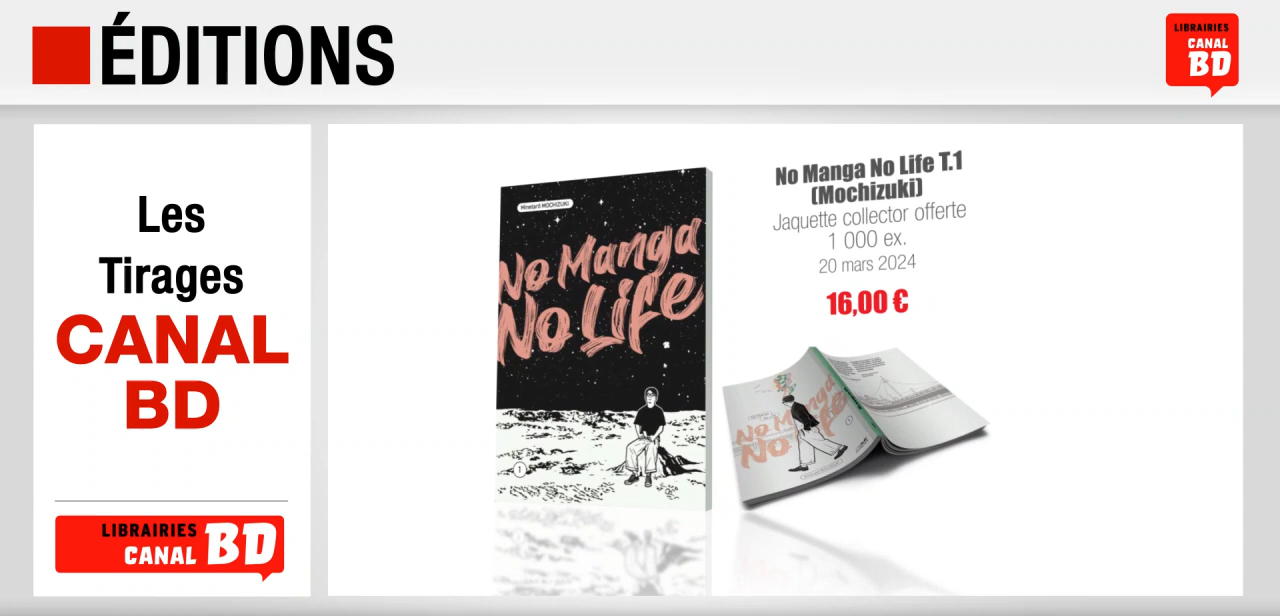 ÉDITIONS
LIBRAIRIES
CANAL
BD
Les
Tirages
CANAL
BD
LIBRAIRIES
CANAL BD
Minetarô MOCHIZUKI
No Manga
No Life
1
No Manga No Life T.1
(Mochizuki)
Jaquette collector offerte
1 000 ex.
20 mars 2024
16,00 €
No Manga
No Life
1